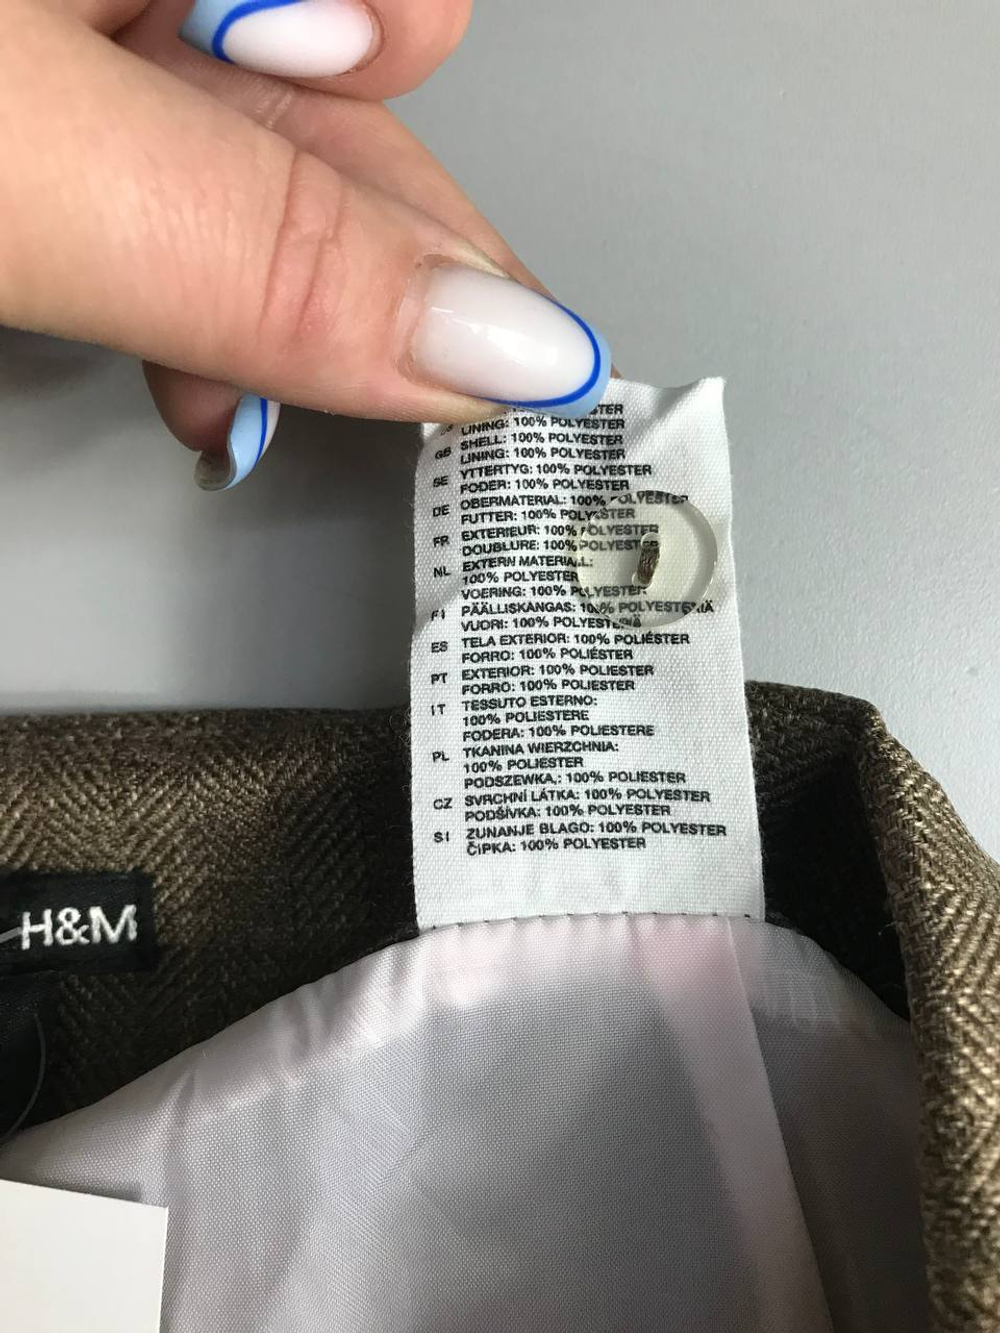 STER
LINING: 100% POLYESTER
GB SHELL: 100% POLYESTER
LINING: 100% POLYESTER
SE YTTERTYG: 100% POLYESTER
FODER: 100% POLYESTER
DE OBERMATERIAL: 100% POLYESTER
FUTTER: 100% POLYESTER
FR EXTERIEUR: 100% POLYESTER
DOUBLURE: 100% POLYESTER
NL EXTERN MATERIAAL:
100% POLYESTER
VOERING: 100% POLYESTER
FI PÄÄLLISKANGAS: 100% POLYESTERIÄ
VUORI: 100% POLYESTERIÄ
ES TELA EXTERIOR: 100% POLIÉSTER
FORRO: 100% POLIÉSTER
PT EXTERIOR: 100% POLIESTER
FORRO: 100% POLIESTER
IT TESSUTO ESTERNO:
100% POLIESTERE
FODERA: 100% POLIESTERE
PL TKANINA WIERZCHNIA:
100% POLIESTER
PODSZEWKA,: 100% POLIESTER
CZ SVRCHNÍ LÁTKA: 100% POLYESTER
PODŠÍVKA: 100% POLYESTER
SI ZUNANJE BLAGO: 100% POLYESTER
ČIPKA: 100% POLYESTER
H&M